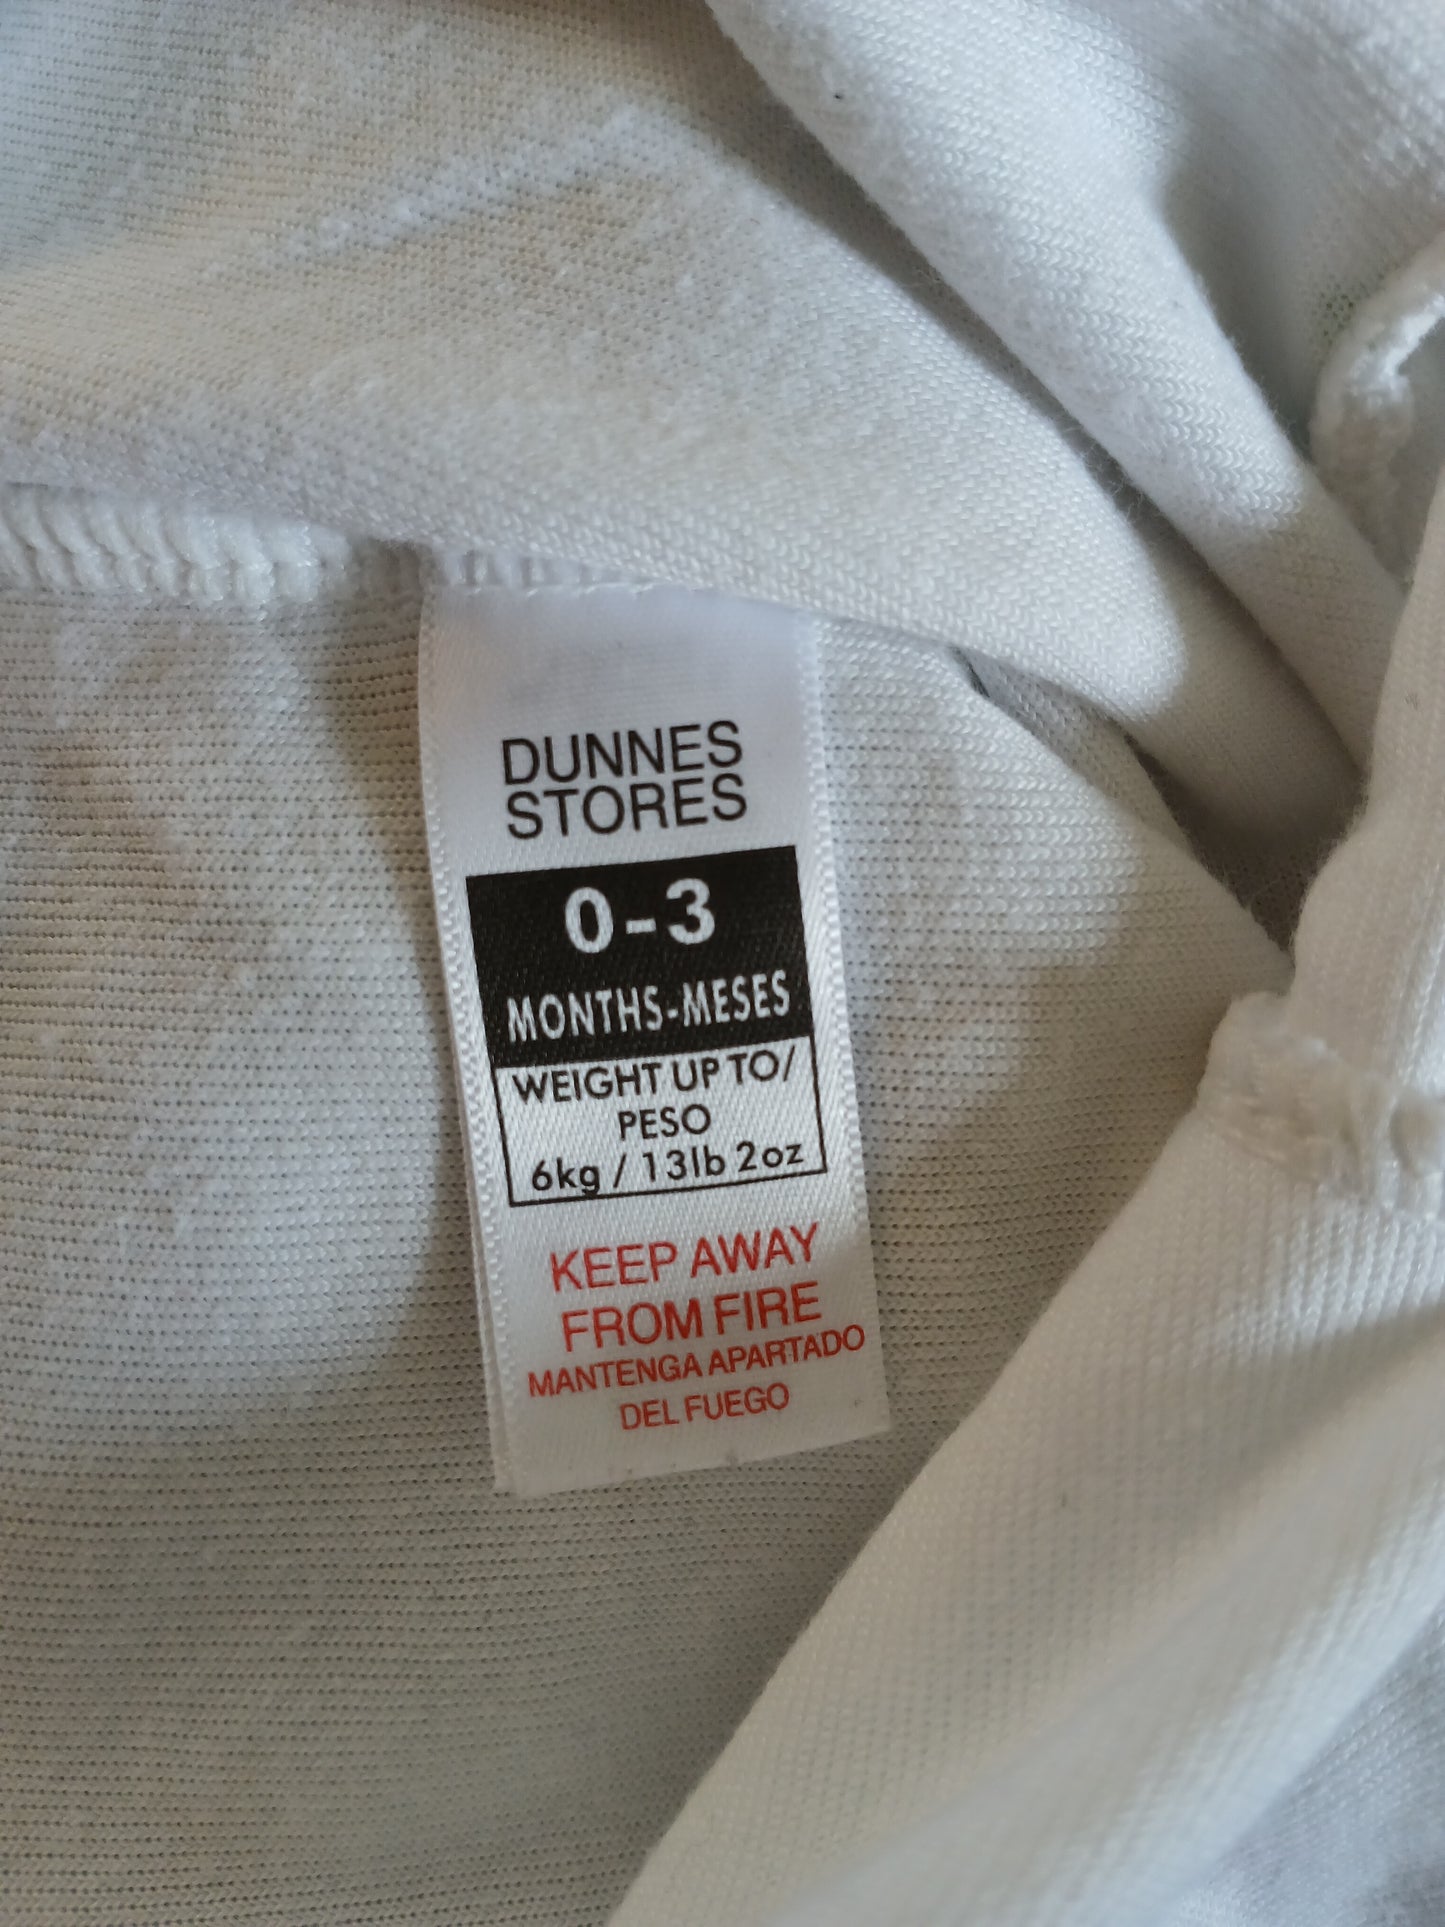 DUNNES
STORES
0-3
MONTHS-MESES
WEIGHT UP TO/
PESO
6kg / 13lb 2oz
KEEP AWAY
FROM FIRE
MANTENGA APARTADO
DEL FUEGO